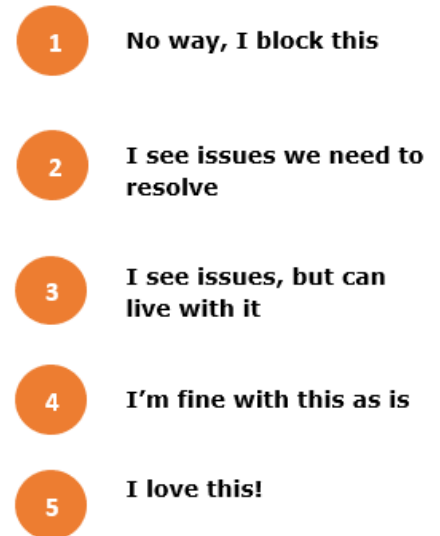 1 No way, I block this
2 I see issues we need to
resolve
3 I see issues, but can
live with it
4 I’m fine with this as is
5 I love this!